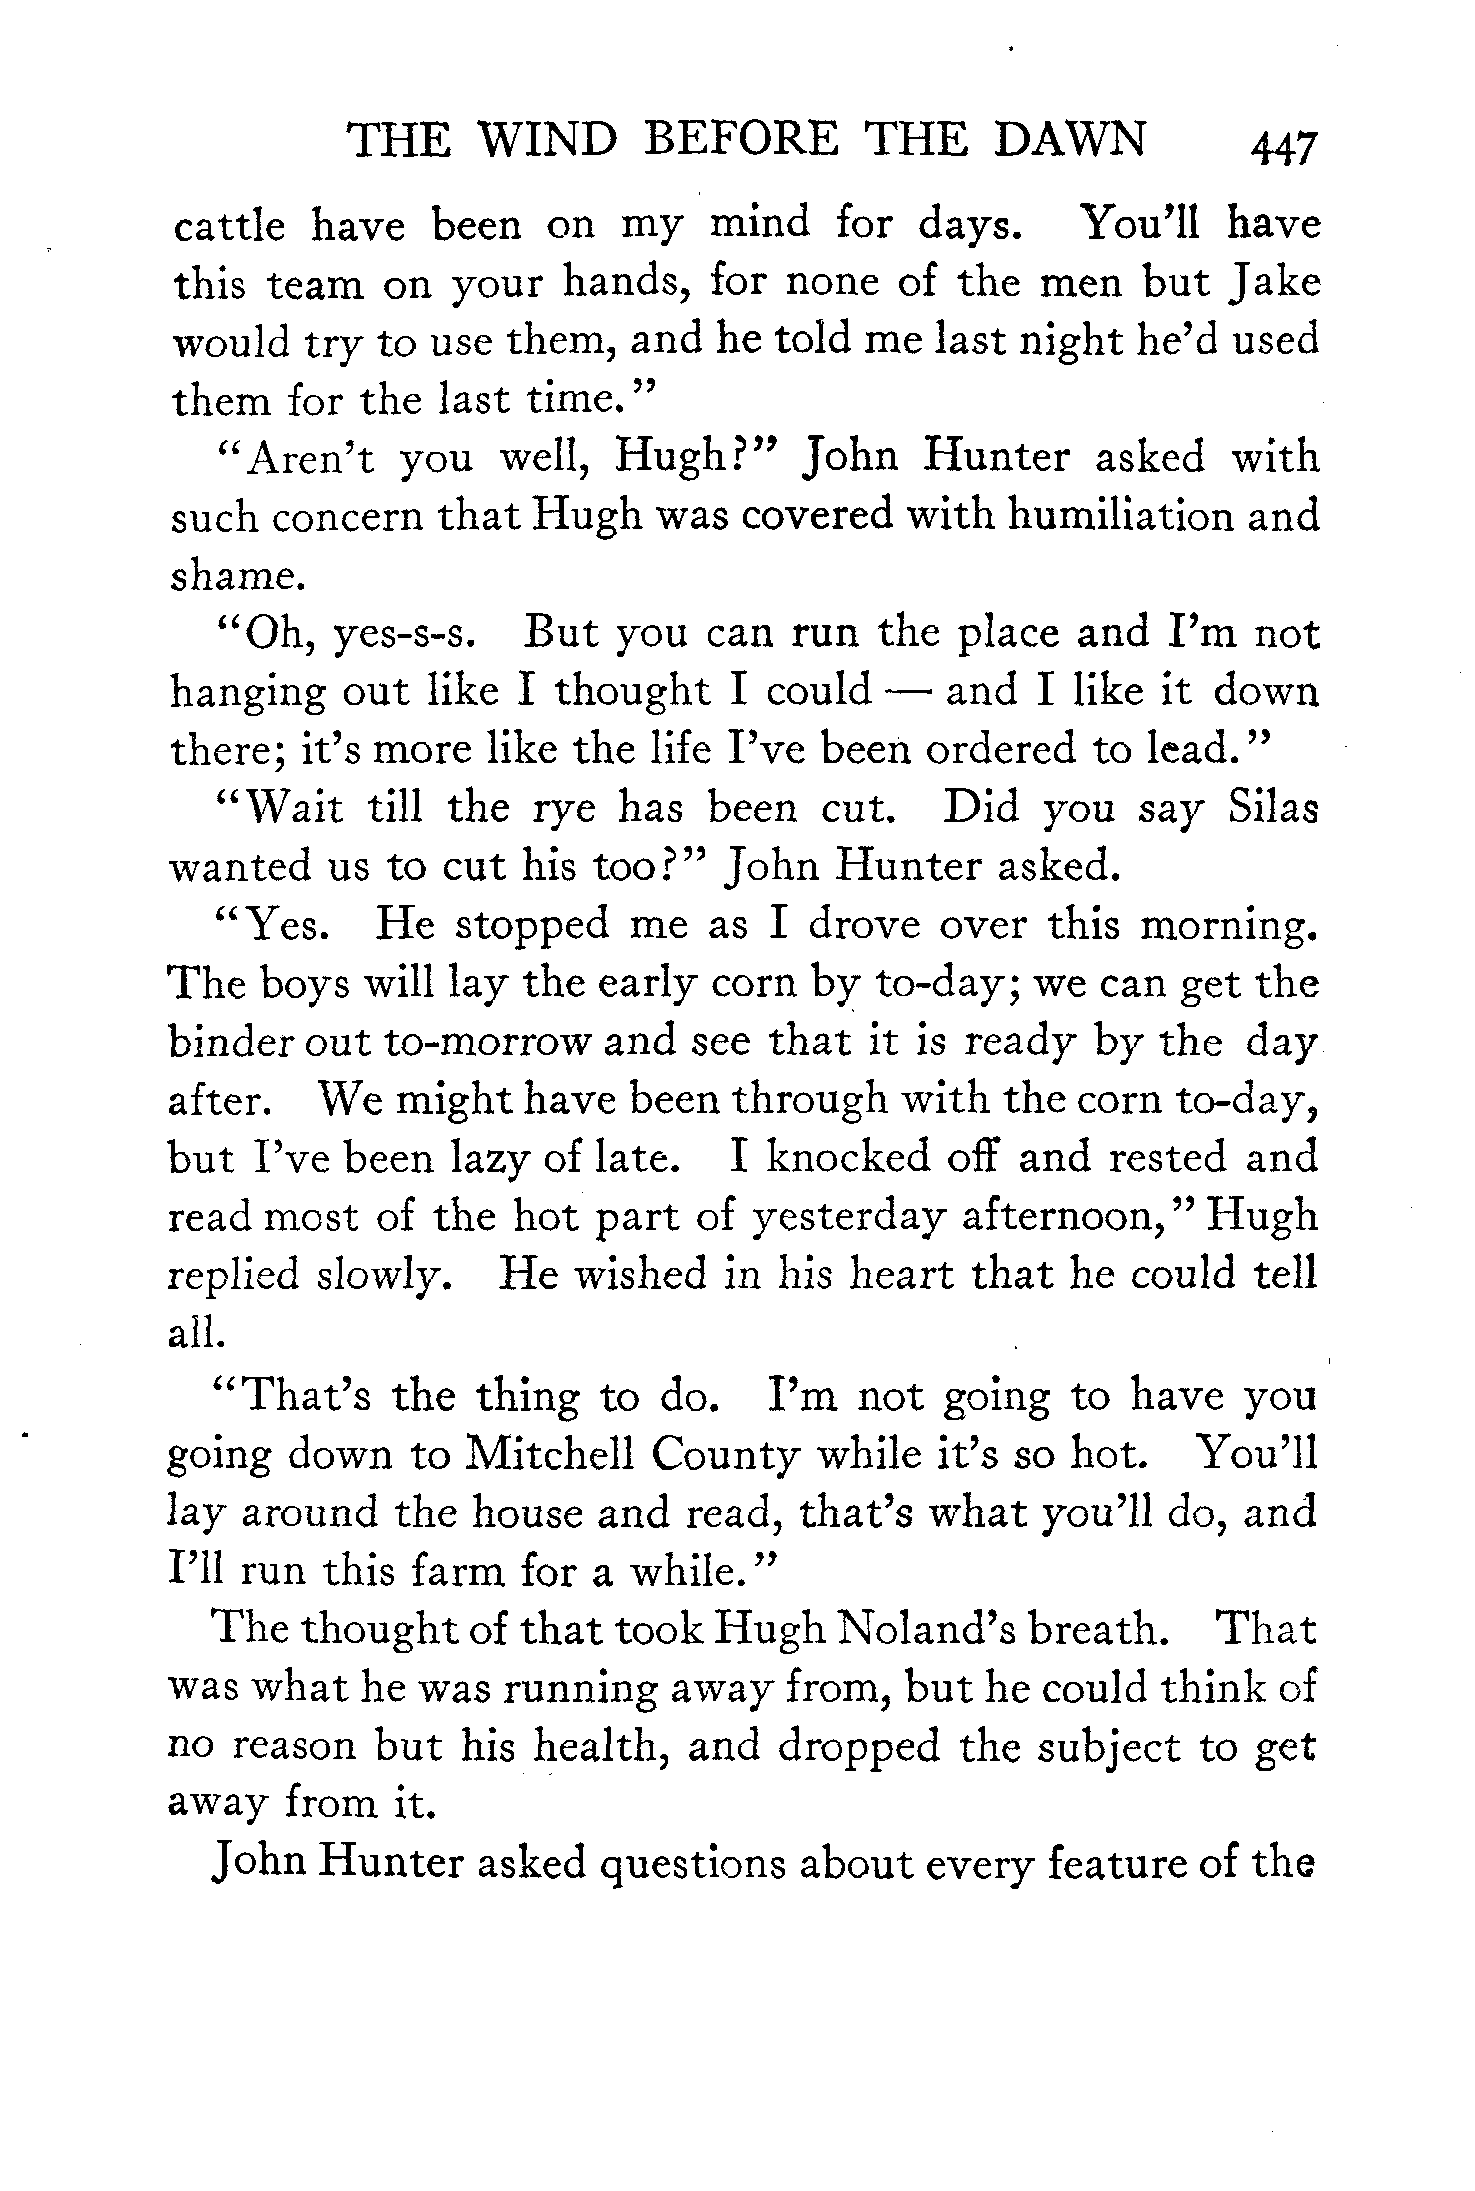 THE WIND BEFORE THE DAWN 447
cattle have been on my mind for days. You'll have
this team on your hands, for none of the men but Jake
would try to use them, and he told me last night he'd used
them for the last time."
"Aren't you well, Hugh?" John Hunter asked with
such concern that Hugh was covered with humiliation and
shame.
"Oh, yes-s-s. But you can run the place and I'm not
hanging out like I thought I could — and I like it down
there; it's more like the life I've been ordered to lead."
"Wait till the rye has been cut. Did you say Silas
wanted us to cut his too?" John Hunter asked.
"Yes. He stopped me as I drove over this morning.
The boys will lay the early corn by to-day; we can get the
binder out to-morrow and see that it is ready by the day
after. We might have been through with the corn to-day,
but I've been lazy of late. I knocked off and rested and
read most of the hot part of yesterday afternoon," Hugh
replied slowly. He wished in his heart that he could tell
all.
"That's the thing to do. I'm not going to have you
going down to Mitchell County while it's so hot. You'll
lay around the house and read, that's what you'll do, and
I'll run this farm for a while."
The thought of that took Hugh Noland's breath. That
was what he was running away from, but he could think of
no reason but his health, and dropped the subject to get
away from it.
John Hunter asked questions about every feature of the